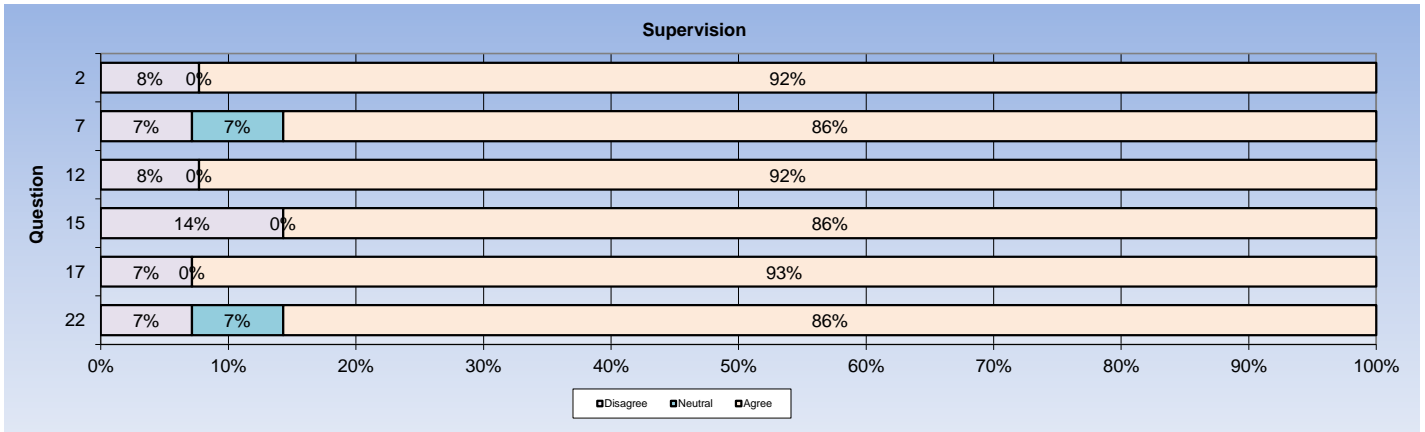 Supervision
Question
2 8% 0% 92%
7 7% 7% 86%
12 8% 0% 92%
15 14% 0% 86%
17 7% 0% 93%
22 7% 7% 86%
0% 10% 20% 30% 40% 50% 60% 70% 80% 90% 100%
Disagree Neutral Agree